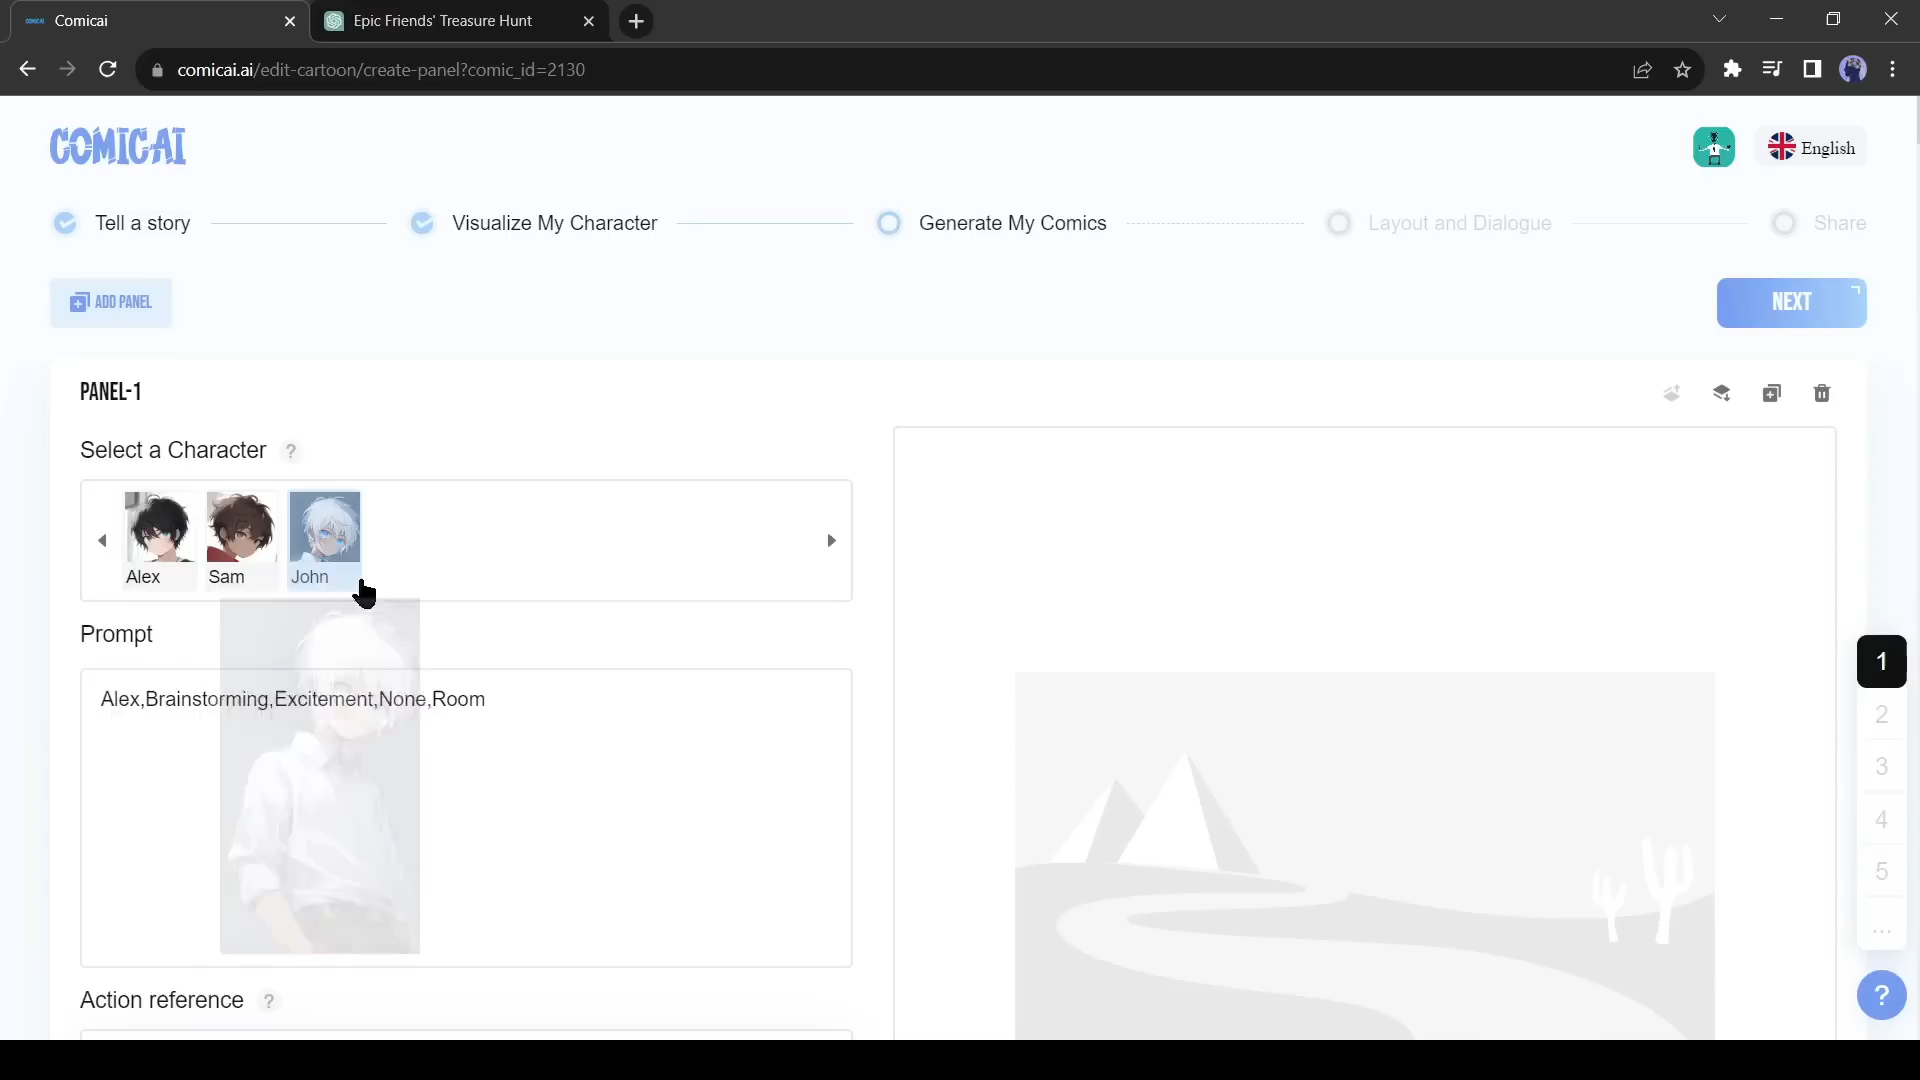 Comicai
Epic Friends' Treasure Hunt
comicai.ai/edit-cartoon/create-panel?comic_id=2130
COMICAI
English
Tell a story
Visualize My Character
Generate My Comics
Layout and Dialogue
Share
ADD PANEL
NEXT
PANEL-1
Select a Character ?
Alex
Sam
John
Prompt
Alex,Brainstorming,Excitement,None,Room
Action reference ?
1
2
3
4
5
...
?